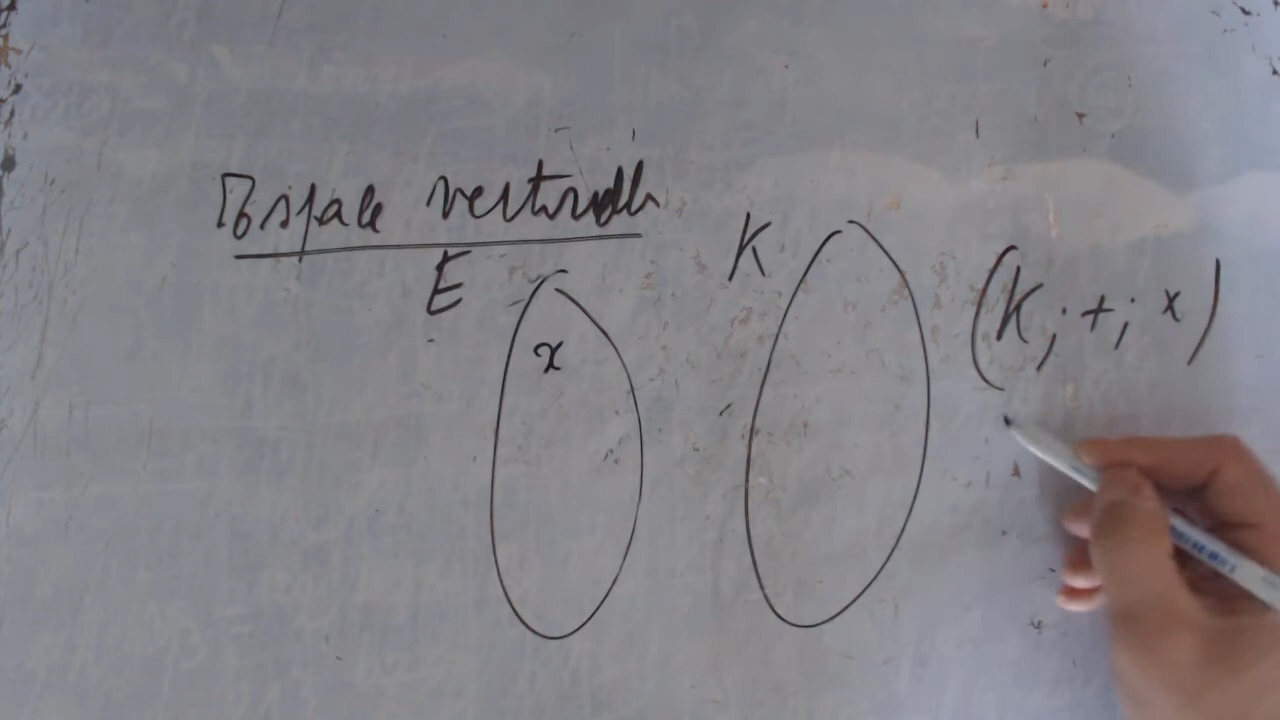 Espace vectoriel
E
K
(K ; + ; x)
x